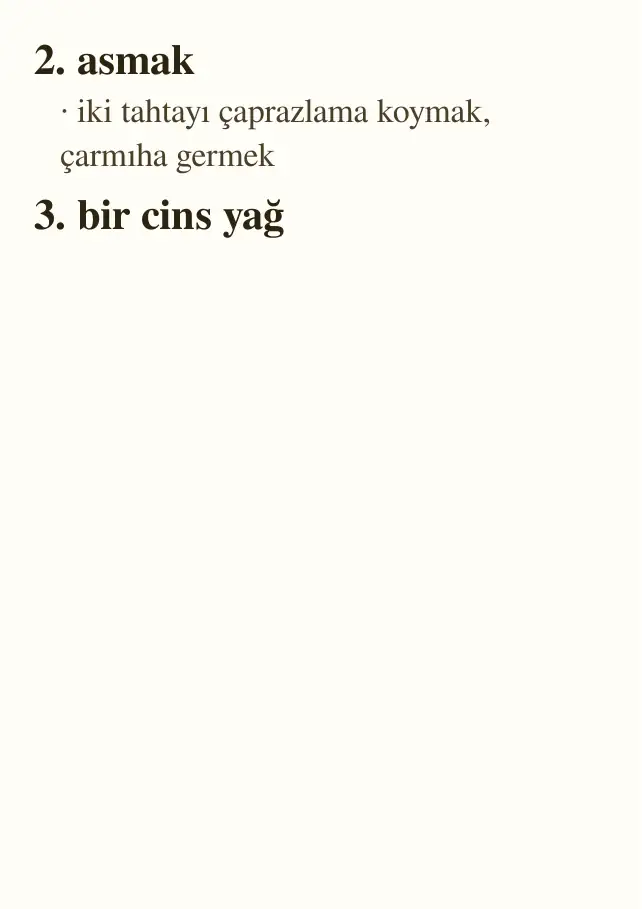 2. asmak
· iki tahtayı çaprazlama koymak,
çarmıha germek
3. bir cins yağ